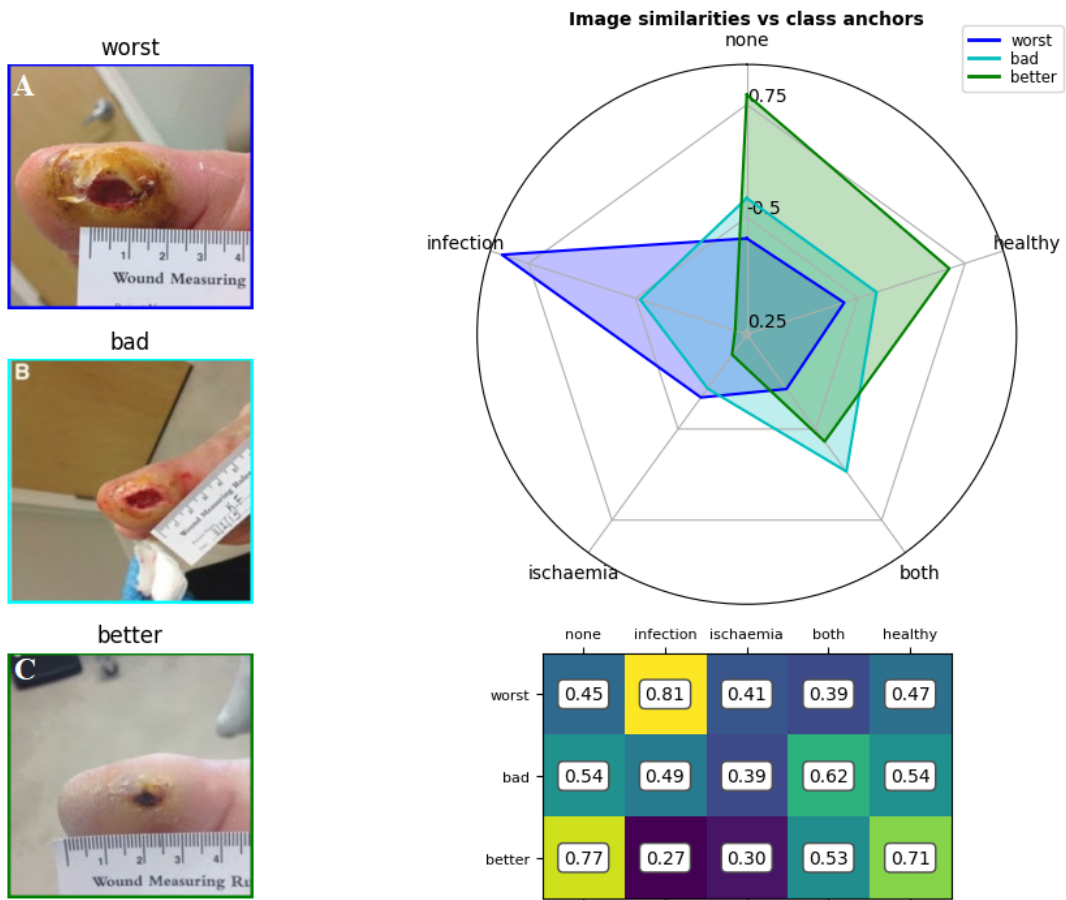 Image similarities vs class anchors
worst
bad
better
worst
A
1 2 3 4
Wound Measuring
bad
B
Wound Measuring Ruler
K.F
better
C
1 2 3 4
Wound Measuring Ru
none
infection
healthy
ischaemia
both
0.75
-0.5
0.25
none infection ischaemia both healthy
worst 0.45 0.81 0.41 0.39 0.47
bad 0.54 0.49 0.39 0.62 0.54
better 0.77 0.27 0.30 0.53 0.71